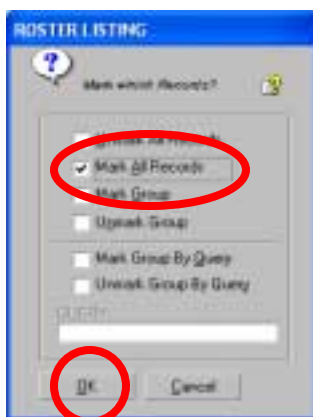 ROSTER LISTING
Mark which Records?
Unmark All Records
Mark All Records
Mark Group
Unmark Group
Mark Group By Query
Unmark Group By Query
QUERY
OK Cancel